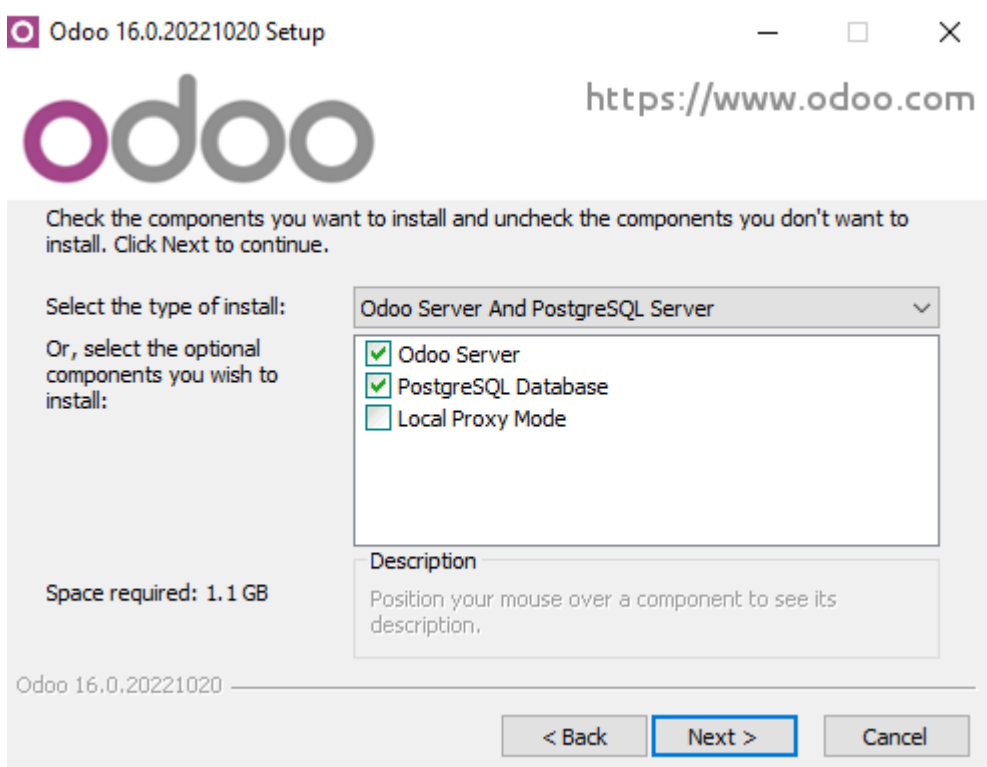 Odoo 16.0.20221020 Setup
odoo
https://www.odoo.com
Check the components you want to install and uncheck the components you don't want to
install. Click Next to continue.
Select the type of install:
Odoo Server And PostgreSQL Server
Or, select the optional
components you wish to
install:
Odoo Server
PostgreSQL Database
Local Proxy Mode
Space required: 1.1 GB
Description
Position your mouse over a component to see its
description.
Odoo 16.0.20221020
< Back
Next >
Cancel